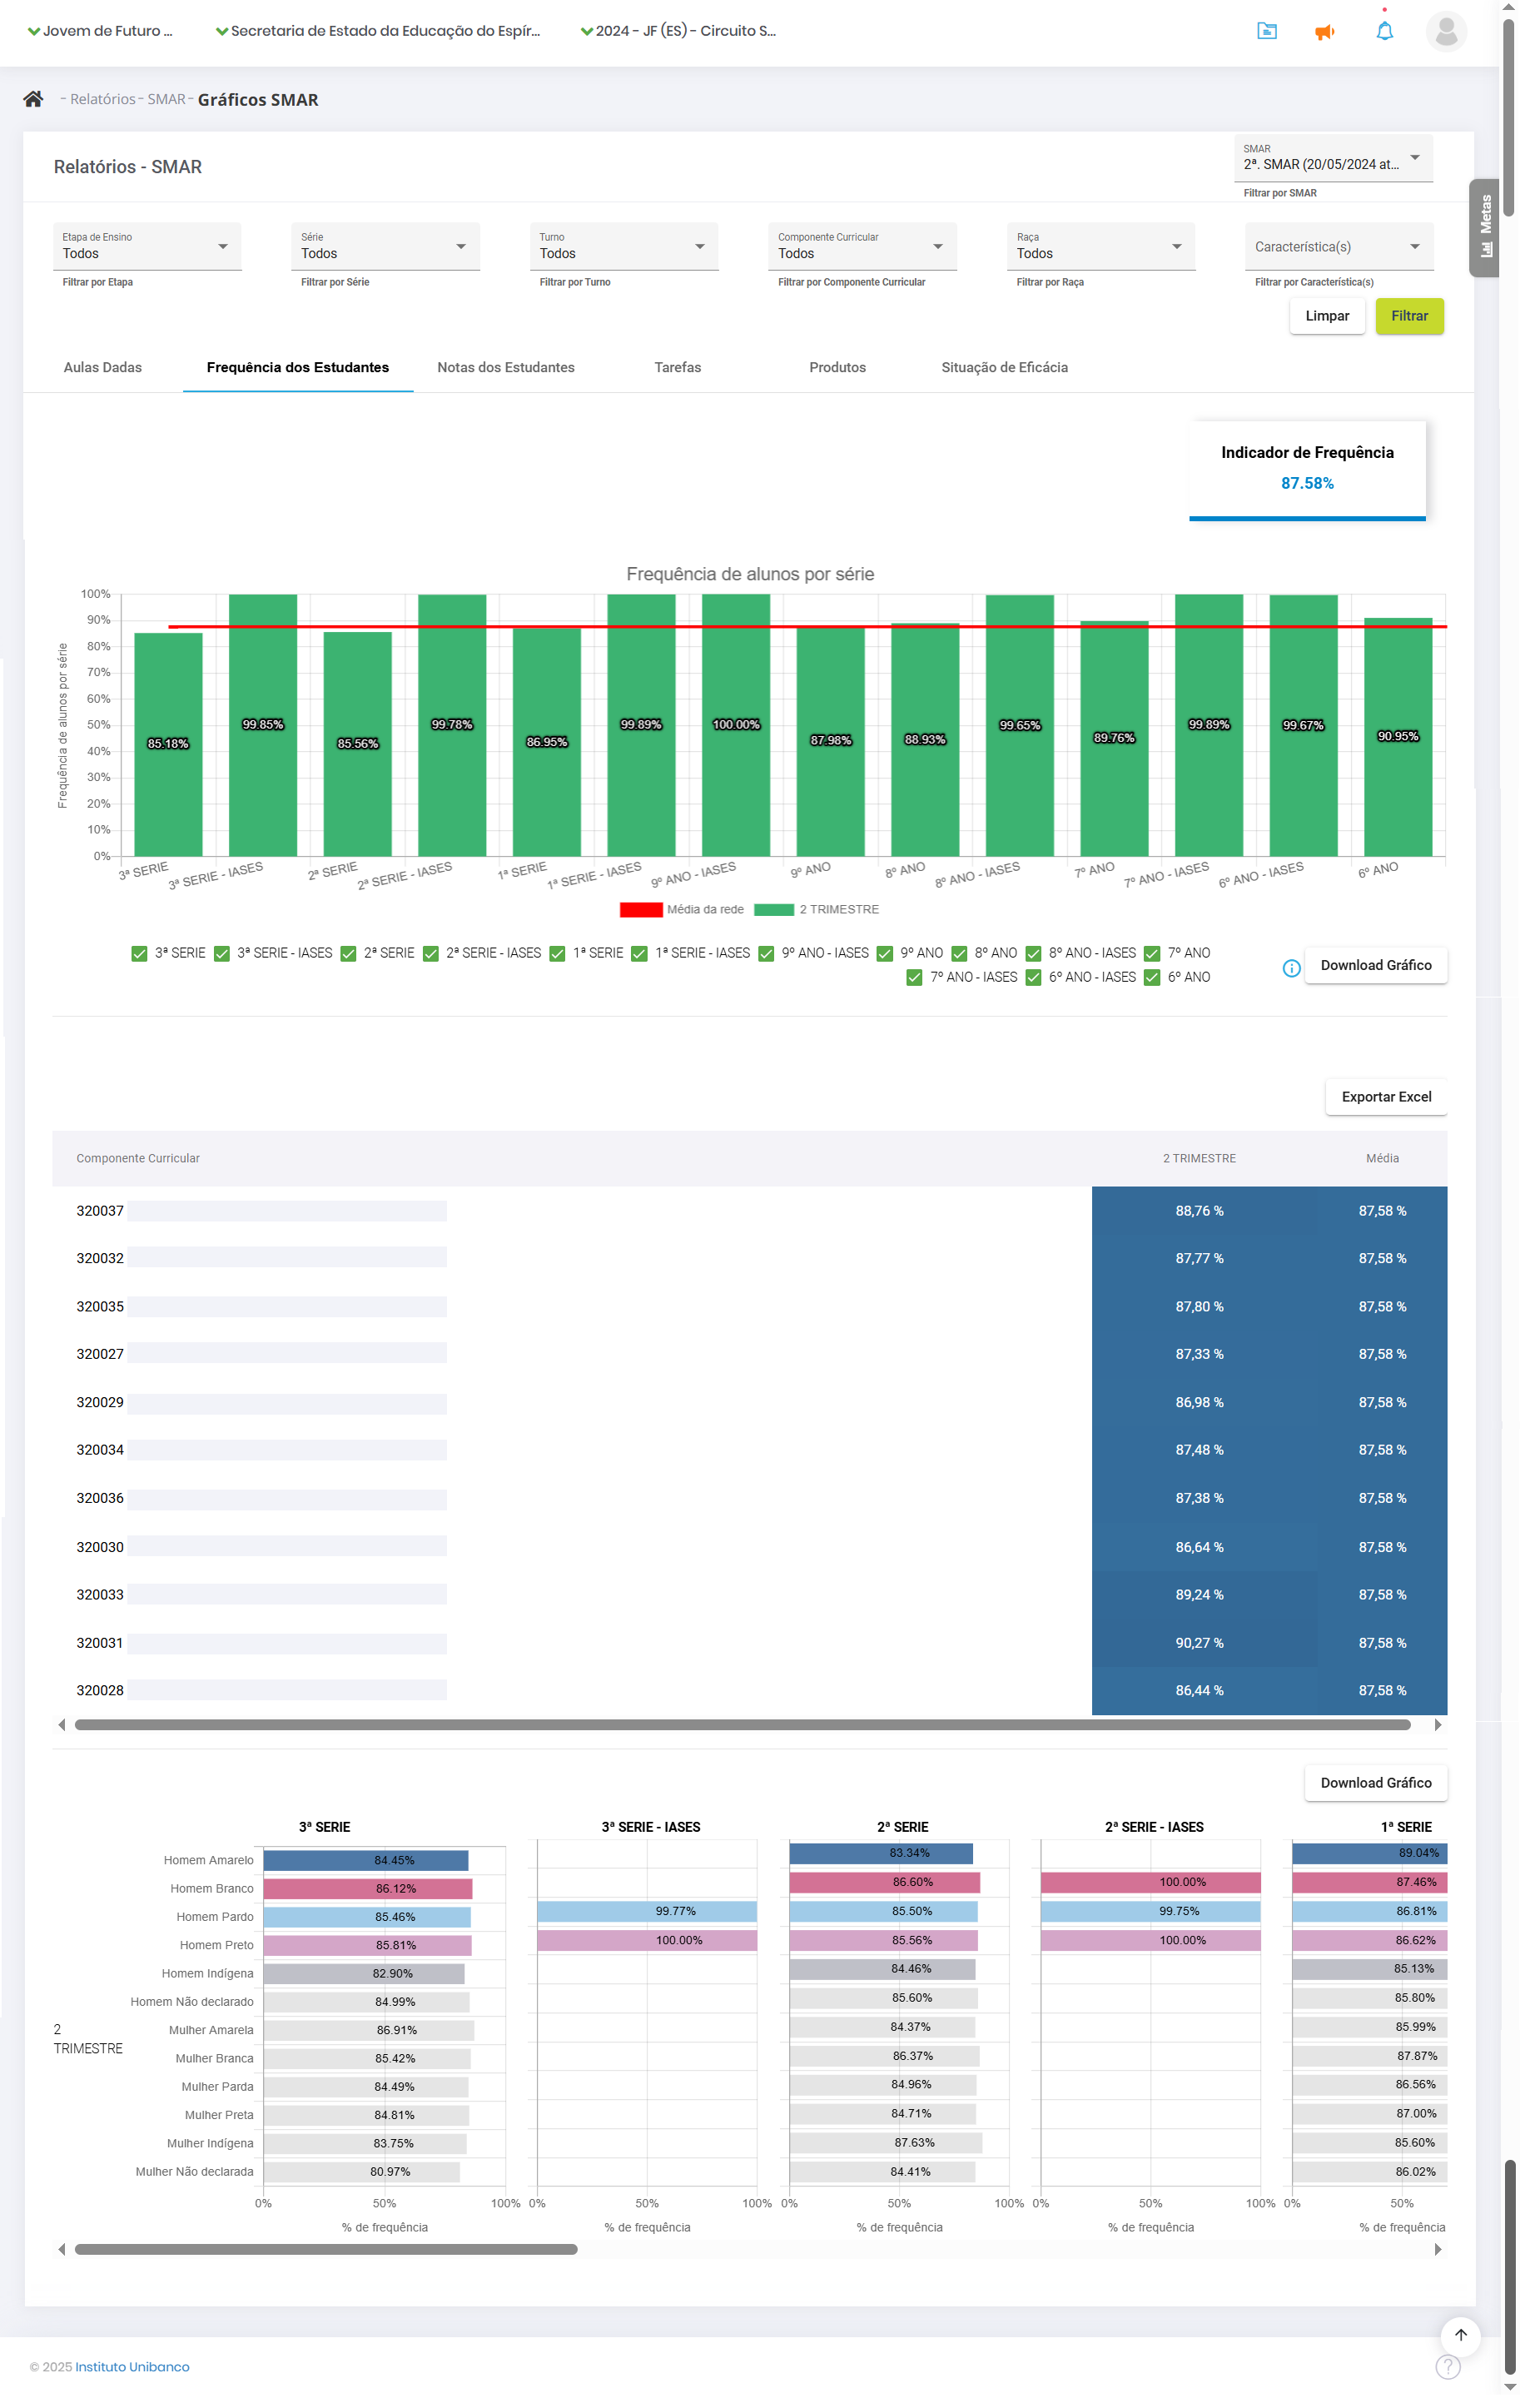 Jovem de Futuro ... Secretaria de Estado da Educação do Espír... 2024 - JF (ES) - Circuito S...
- Relatórios - SMAR - Gráficos SMAR
Relatórios - SMAR
SMAR
2ª. SMAR (20/05/2024 at...
Filtrar por SMAR
Metas
Etapa de Ensino Série Turno Componente Curricular Raça
Todos Todos Todos Todos Todos Característica(s)
Filtrar por Etapa Filtrar por Série Filtrar por Turno Filtrar por Componente Curricular Filtrar por Raça Filtrar por Característica(s)
Limpar Filtrar
Aulas Dadas Frequência dos Estudantes Notas dos Estudantes Tarefas Produtos Situação de Eficácia
Indicador de Frequência
87.58%
Frequência de alunos por série
Frequência de alunos por série
100%
90%
80%
70%
60%
50%
40%
30%
20%
10%
0%
85.18% 99.85% 85.56% 99.78% 86.95% 99.89% 100.00% 87.98% 88.93% 99.65% 89.76% 99.89% 99.67% 90.95%
3ª SERIE 3ª SERIE - IASES 2ª SERIE 2ª SERIE - IASES 1ª SERIE 1ª SERIE - IASES 9º ANO - IASES 9º ANO 8º ANO 8º ANO - IASES 7º ANO 7º ANO - IASES 6º ANO - IASES 6º ANO
Média da rede 2 TRIMESTRE
3ª SERIE 3ª SERIE - IASES 2ª SERIE 2ª SERIE - IASES 1ª SERIE 1ª SERIE - IASES 9º ANO - IASES 9º ANO 8º ANO 8º ANO - IASES 7º ANO
7º ANO - IASES 6º ANO - IASES 6º ANO
Download Gráfico
Exportar Excel
Componente Curricular 2 TRIMESTRE Média
320037 88,76 % 87,58 %
320032 87,77 % 87,58 %
320035 87,80 % 87,58 %
320027 87,33 % 87,58 %
320029 86,98 % 87,58 %
320034 87,48 % 87,58 %
320036 87,38 % 87,58 %
320030 86,64 % 87,58 %
320033 89,24 % 87,58 %
320031 90,27 % 87,58 %
320028 86,44 % 87,58 %
Download Gráfico
3ª SERIE 3ª SERIE - IASES 2ª SERIE 2ª SERIE - IASES 1ª SERIE
Homem Amarelo 84.45% 83.34% 89.04%
Homem Branco 86.12% 86.60% 100.00% 87.46%
Homem Pardo 85.46% 99.77% 85.50% 99.75% 86.81%
Homem Preto 85.81% 100.00% 85.56% 100.00% 86.62%
Homem Indígena 82.90% 84.46% 85.13%
Homem Não declarado 84.99% 85.60% 85.80%
2
TRIMESTRE
Mulher Amarela 86.91% 84.37% 85.99%
Mulher Branca 85.42% 86.37% 87.87%
Mulher Parda 84.49% 84.96% 86.56%
Mulher Preta 84.81% 84.71% 87.00%
Mulher Indígena 83.75% 87.63% 85.60%
Mulher Não declarada 80.97% 84.41% 86.02%
0% 50% 100% 0% 50% 100% 0% 50% 100% 0% 50% 100% 0% 50%
% de frequência % de frequência % de frequência % de frequência % de frequência
© 2025 Instituto Unibanco
?